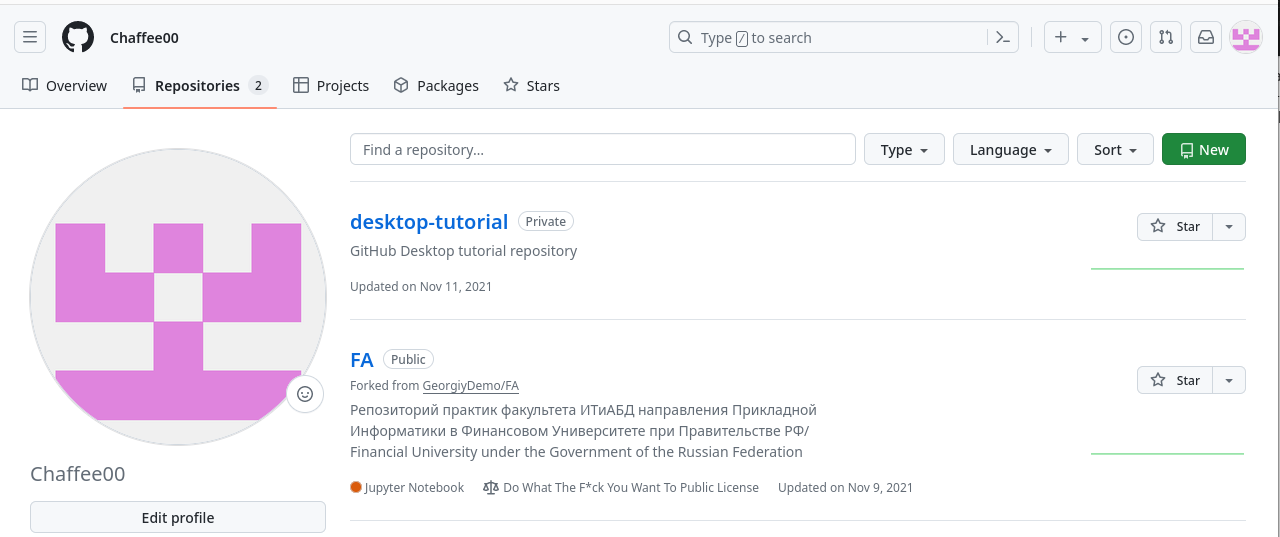 Chaffee00
Type / to search
Overview Repositories 2 Projects Packages Stars
Find a repository… Type Language Sort New
desktop-tutorial Private
Star
GitHub Desktop tutorial repository
Updated on Nov 11, 2021
FA Public
Star
Forked from GeorgiyDemo/FA
Репозиторий практик факультета ИТиАБД направления Прикладной
Информатики в Финансовом Университете при Правительстве РФ/
Financial University under the Government of the Russian Federation
Jupyter Notebook Do What The F*ck You Want To Public License Updated on Nov 9, 2021
Chaffee00
Edit profile